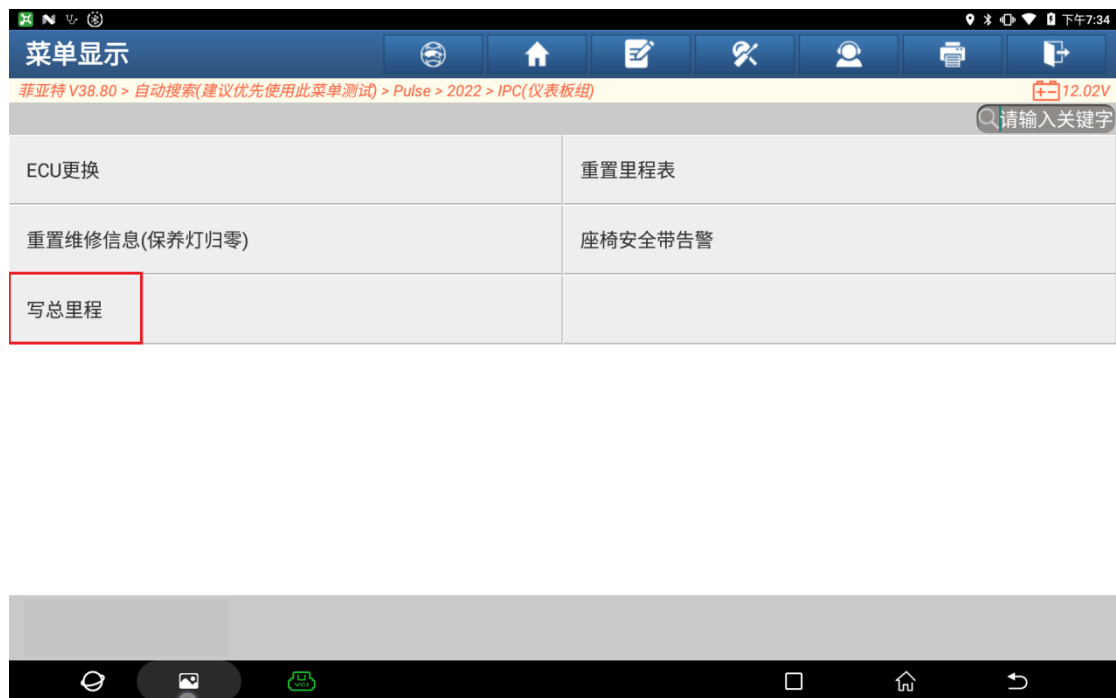 下午7:34
菜单显示
菲亚特 V38.80 > 自动搜索(建议优先使用此菜单测试) > Pulse > 2022 > IPC(仪表板组)
12.02V
请输入关键字
ECU更换
重置里程表
重置维修信息(保养灯归零)
座椅安全带告警
写总里程
VCI